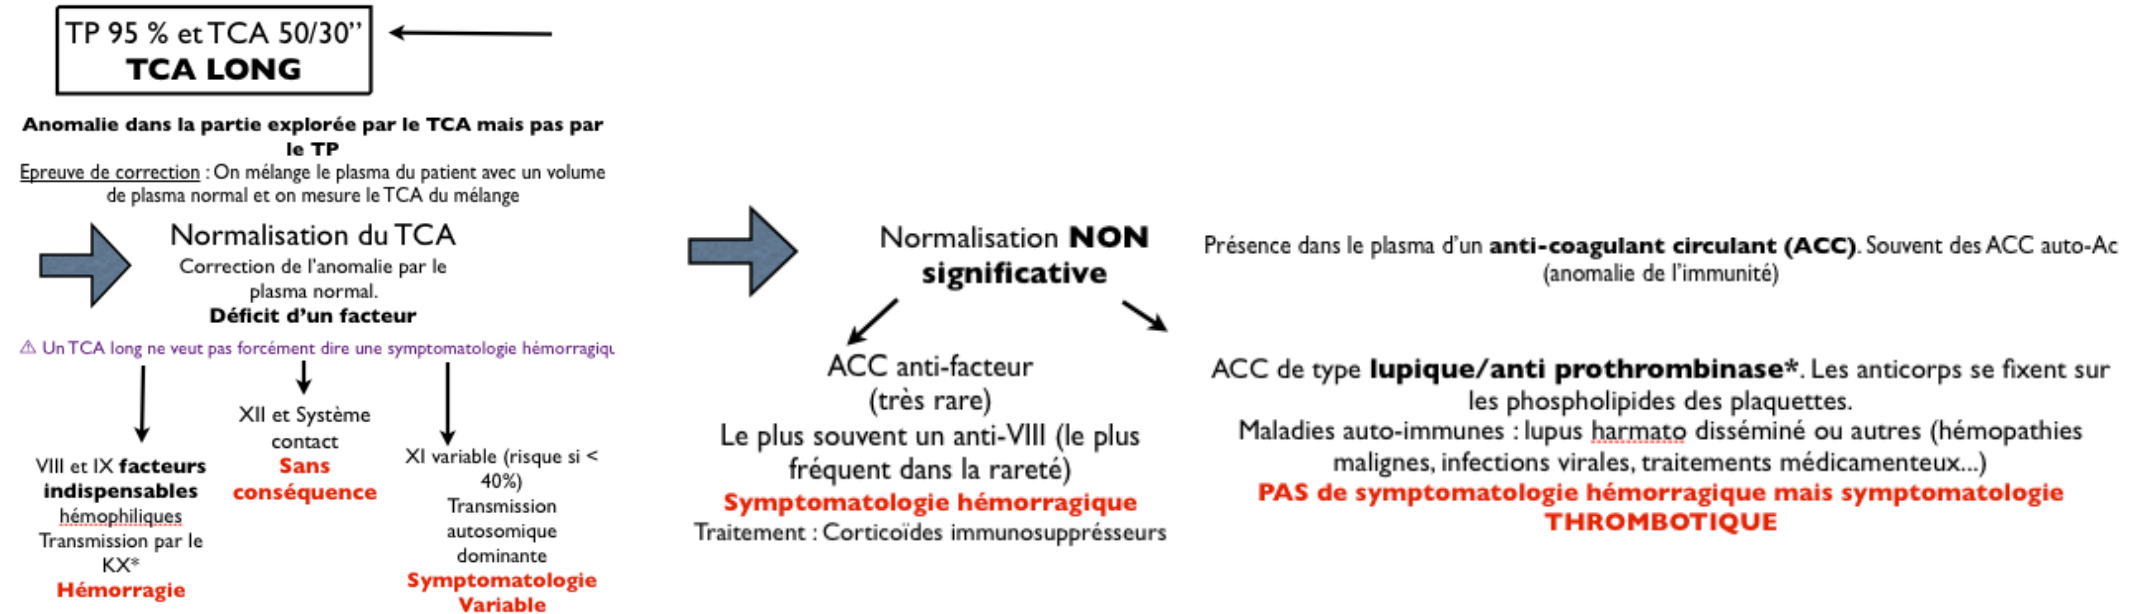 TP 95 % et TCA 50/30’’
TCA LONG
Anomalie dans la partie explorée par le TCA mais pas par
le TP
Epreuve de correction : On mélange le plasma du patient avec un volume
de plasma normal et on mesure le TCA du mélange
Normalisation du TCA
Correction de l'anomalie par le
plasma normal.
Déficit d’un facteur
⚠ Un TCA long ne veut pas forcément dire une symptomatologie hémorragiqu
VIII et IX facteurs
indispensables
hémophiliques
Transmission par le
KX*
Hémorragie
XII et Système
contact
Sans
conséquence
XI variable (risque si <
40%)
Transmission
autosomique
dominante
Symptomatologie
Variable
Normalisation NON
significative
ACC anti-facteur
(très rare)
Le plus souvent un anti-VIII (le plus
fréquent dans la rareté)
Symptomatologie hémorragique
Traitement : Corticoïdes immunosupprésseurs
Présence dans le plasma d’un anti-coagulant circulant (ACC). Souvent des ACC auto-Ac
(anomalie de l’immunité)
ACC de type lupique/anti prothrombinase*. Les anticorps se fixent sur
les phospholipides des plaquettes.
Maladies auto-immunes : lupus harmato disséminé ou autres (hémopathies
malignes, infections virales, traitements médicamenteux...)
PAS de symptomatologie hémorragique mais symptomatologie
THROMBOTIQUE